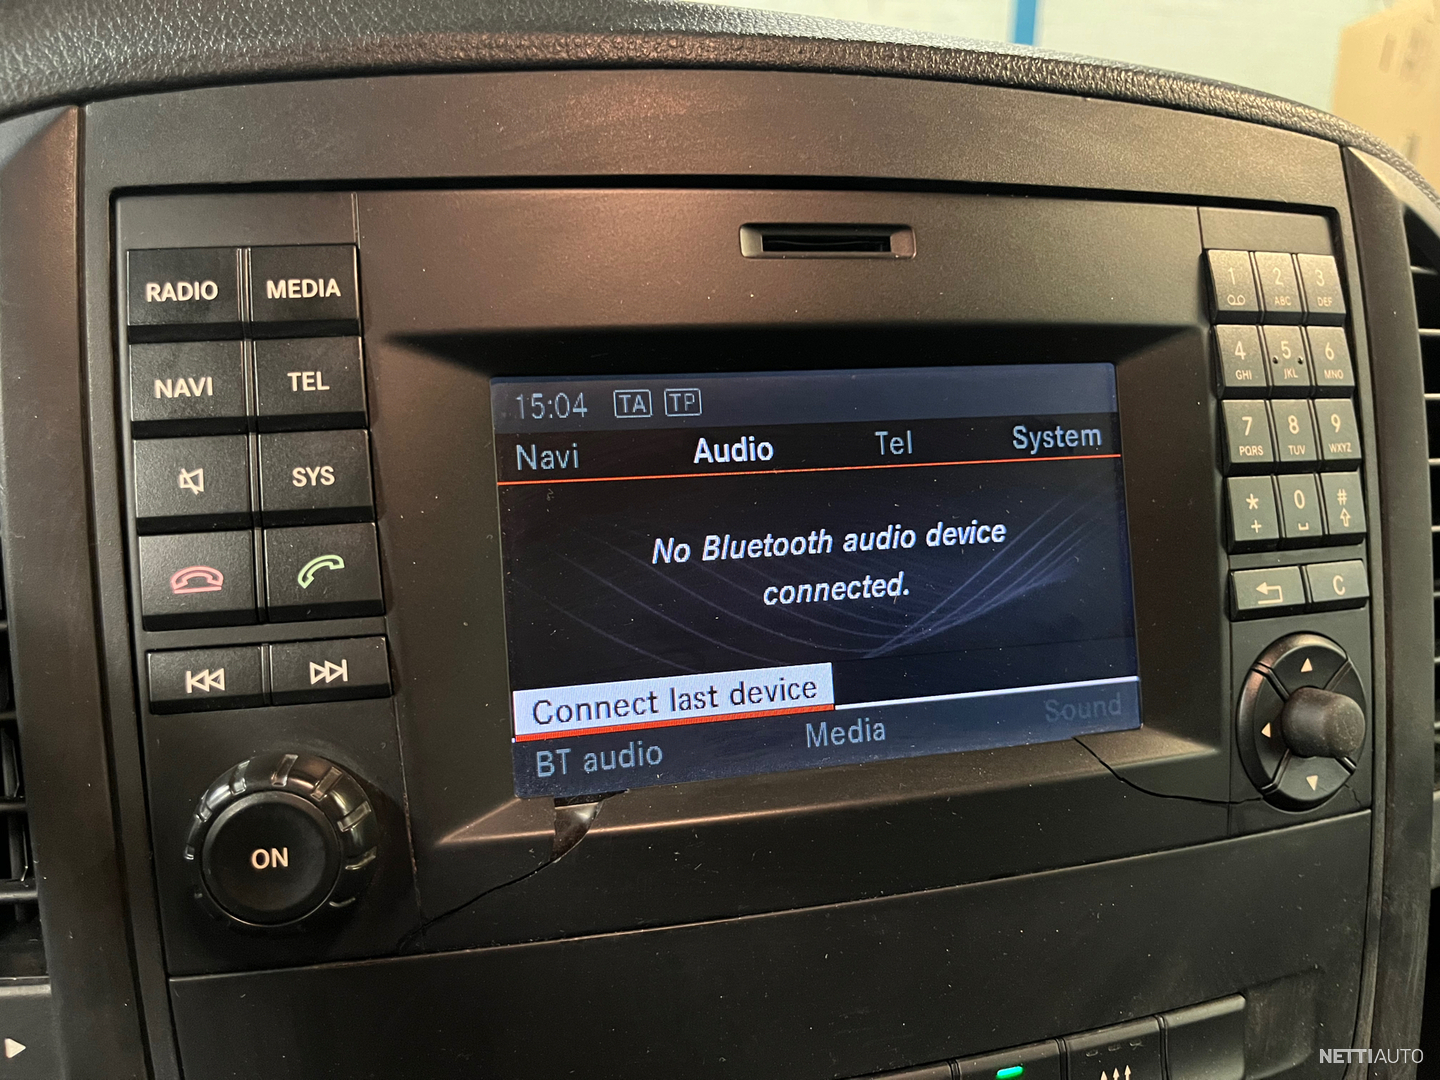 RADIO MEDIA
NAVI TEL
SYS
ON
15:04 TA TP
Navi Audio Tel System
No Bluetooth audio device
connected.
Connect last device
BT audio Media Sound
1 2 ABC 3 DEF
4 GHI 5 JKL 6 MNO
7 PQRS 8 TUV 9 WXYZ
* + 0 #
C
NETTIAUTO